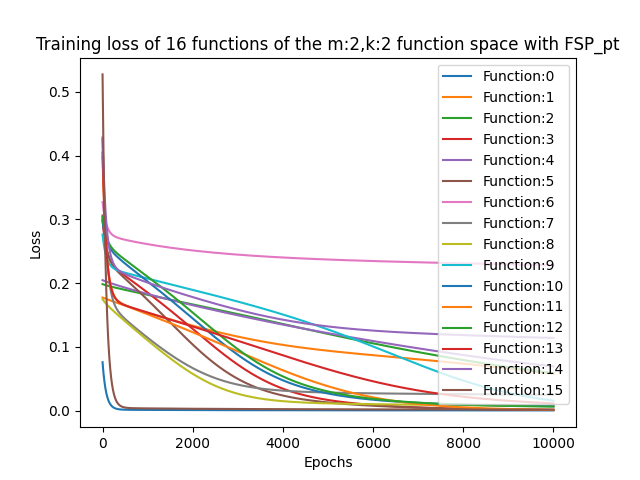 Training loss of 16 functions of the m:2,k:2 function space with FSP_pt
Loss
0.5
0.4
0.3
0.2
0.1
0.0
Function:0
Function:1
Function:2
Function:3
Function:4
Function:5
Function:6
Function:7
Function:8
Function:9
Function:10
Function:11
Function:12
Function:13
Function:14
Function:15
0 2000 4000 6000 8000 10000
Epochs